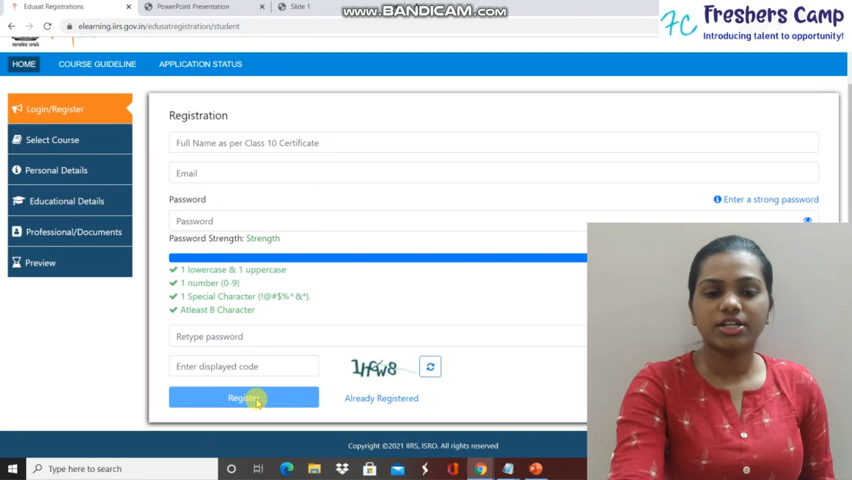 Edusat Registrations
PowerPoint Presentation
Slide 1
www.BANDICAM.com
Freshers Camp
Introducing talent to opportunity!
elearning.iirs.gov.in/edusatregistration/student
HOME
COURSE GUIDELINE
APPLICATION STATUS
Login/Register
Select Course
Personal Details
Educational Details
Professional/Documents
Preview
Registration
Full Name as per Class 10 Certificate
Email
Password
Enter a strong password
Password
Password Strength: Strength
1 lowercase & 1 uppercase
1 number (0-9)
1 Special Character (!@#$%^&*).
Atleast 8 Character
Retype password
Enter displayed code
Register
Already Registered
Copyright ©2021 IIRS, ISRO. All rights reserved
Type here to search